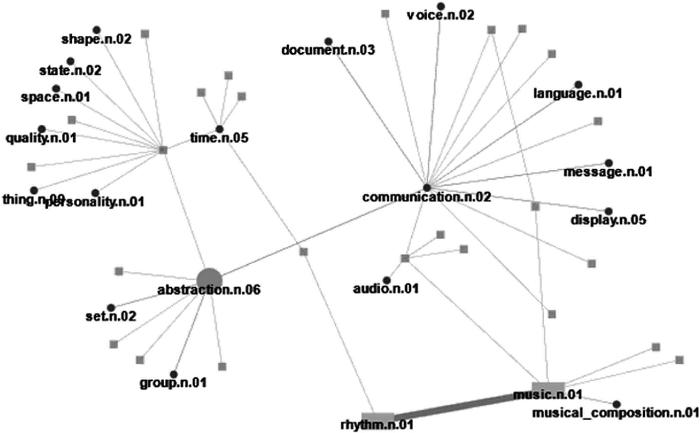 voice.n.02
shape.n.02
document.n.03
state.n.02
space.n.01
language.n.01
quality.n.01
time.n.05
message.n.01
personality.n.01
communication.n.02
display.n.05
abstraction.n.06
audio.n.01
set.n.02
group.n.01
music.n.01
musical_composition.n.01
rhythm.n.01